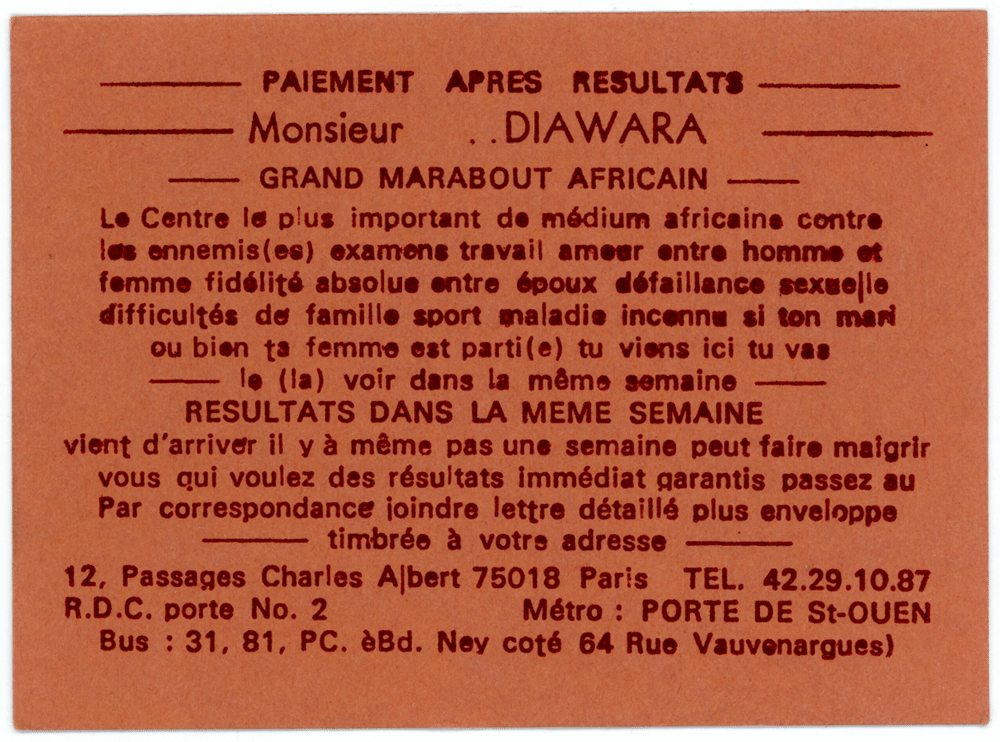 PAIEMENT APRES RESULTATS
Monsieur ..DIAWARA
GRAND MARABOUT AFRICAIN
Le Centre le plus important de médium africaine contre
les ennemis(es) examens travail amour entre homme et
femme fidélité absolue entre époux défaillance sexuelle
difficultés de famille sport maladie inconnu si ton mari
ou bien ta femme est parti(e) tu viens ici tu vas
le (la) voir dans la même semaine
RESULTATS DANS LA MEME SEMAINE
vient d'arriver il y à même pas une semaine peut faire maigrir
vous qui voulez des résultats immédiat garantis passez au
Par correspondance joindre lettre détaillé plus enveloppe
timbrée à votre adresse
12, Passages Charles Albert 75018 Paris TEL. 42.29.10.87
R.D.C. porte No. 2 Métro : PORTE DE St-OUEN
Bus : 31, 81, PC. èBd. Ney coté 64 Rue Vauvenargues)